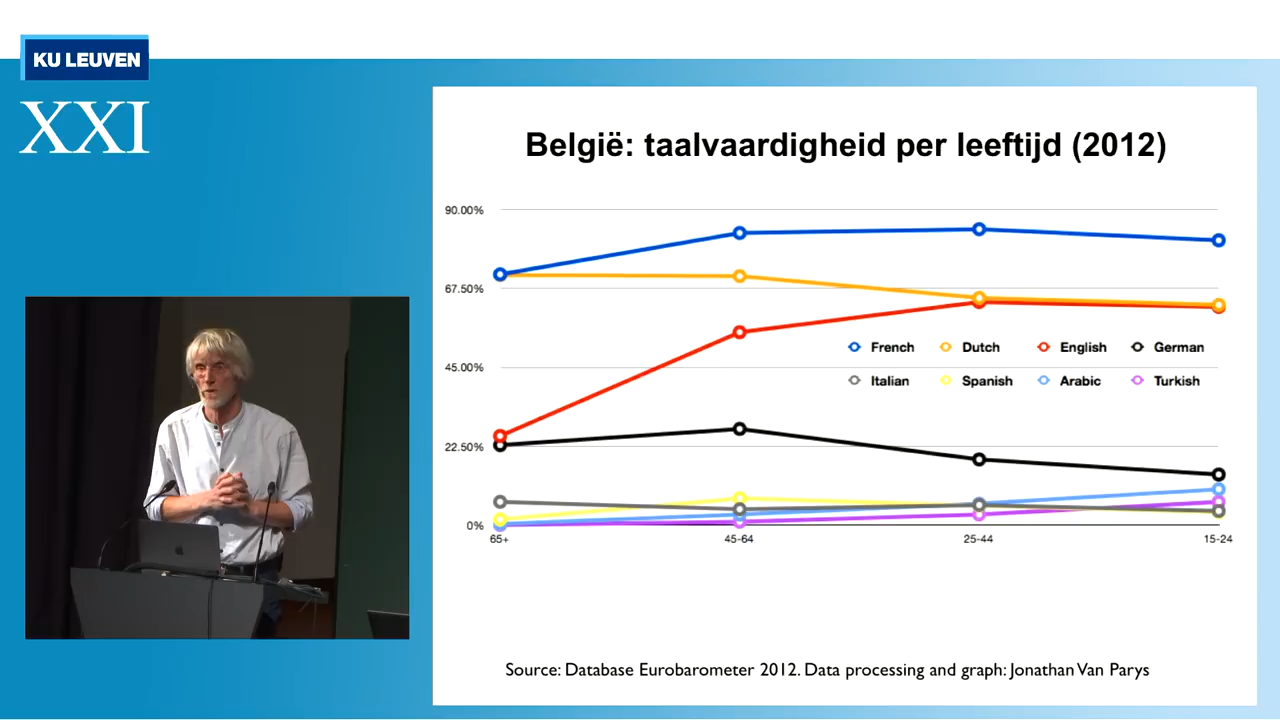 KU LEUVEN
XXI
België: taalvaardigheid per leeftijd (2012)
90.00%
67.50%
45.00%
22.50%
0%
French Dutch English German
Italian Spanish Arabic Turkish
65+ 45-64 25-44 15-24
Source: Database Eurobarometer 2012. Data processing and graph: Jonathan Van Parys